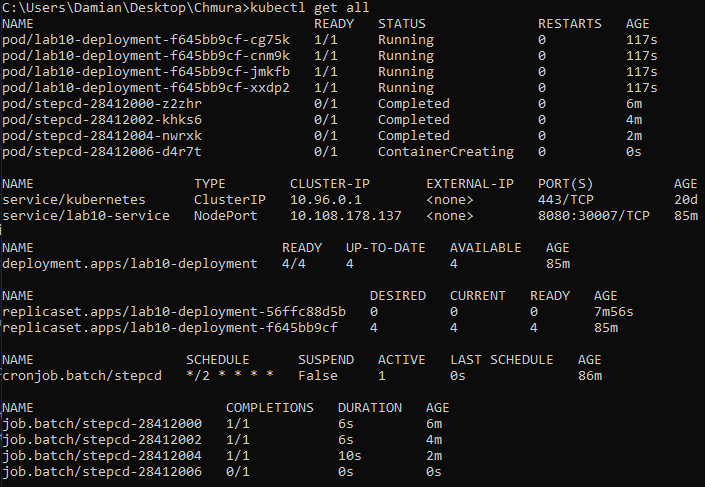 C:\Users\Damian\Desktop\Chmura>kubectl get all
NAME READY STATUS RESTARTS AGE
pod/lab10-deployment-f645bb9cf-cg75k 1/1 Running 0 117s
pod/lab10-deployment-f645bb9cf-cnm9k 1/1 Running 0 117s
pod/lab10-deployment-f645bb9cf-jmkfb 1/1 Running 0 117s
pod/lab10-deployment-f645bb9cf-xxdp2 1/1 Running 0 117s
pod/stepcd-28412000-z2zhr 0/1 Completed 0 6m
pod/stepcd-28412002-khks6 0/1 Completed 0 4m
pod/stepcd-28412004-nwrxk 0/1 Completed 0 2m
pod/stepcd-28412006-d4r7t 0/1 ContainerCreating 0 0s
NAME TYPE CLUSTER-IP EXTERNAL-IP PORT(S) AGE
service/kubernetes ClusterIP 10.96.0.1 <none> 443/TCP 20d
service/lab10-service NodePort 10.108.178.137 <none> 8080:30007/TCP 85m
NAME READY UP-TO-DATE AVAILABLE AGE
deployment.apps/lab10-deployment 4/4 4 4 85m
NAME DESIRED CURRENT READY AGE
replicaset.apps/lab10-deployment-56ffc88d5b 0 0 0 7m56s
replicaset.apps/lab10-deployment-f645bb9cf 4 4 4 85m
NAME SCHEDULE SUSPEND ACTIVE LAST SCHEDULE AGE
cronjob.batch/stepcd */2 * * * * False 1 0s 86m
NAME COMPLETIONS DURATION AGE
job.batch/stepcd-28412000 1/1 6s 6m
job.batch/stepcd-28412002 1/1 6s 4m
job.batch/stepcd-28412004 1/1 10s 2m
job.batch/stepcd-28412006 0/1 0s 0s